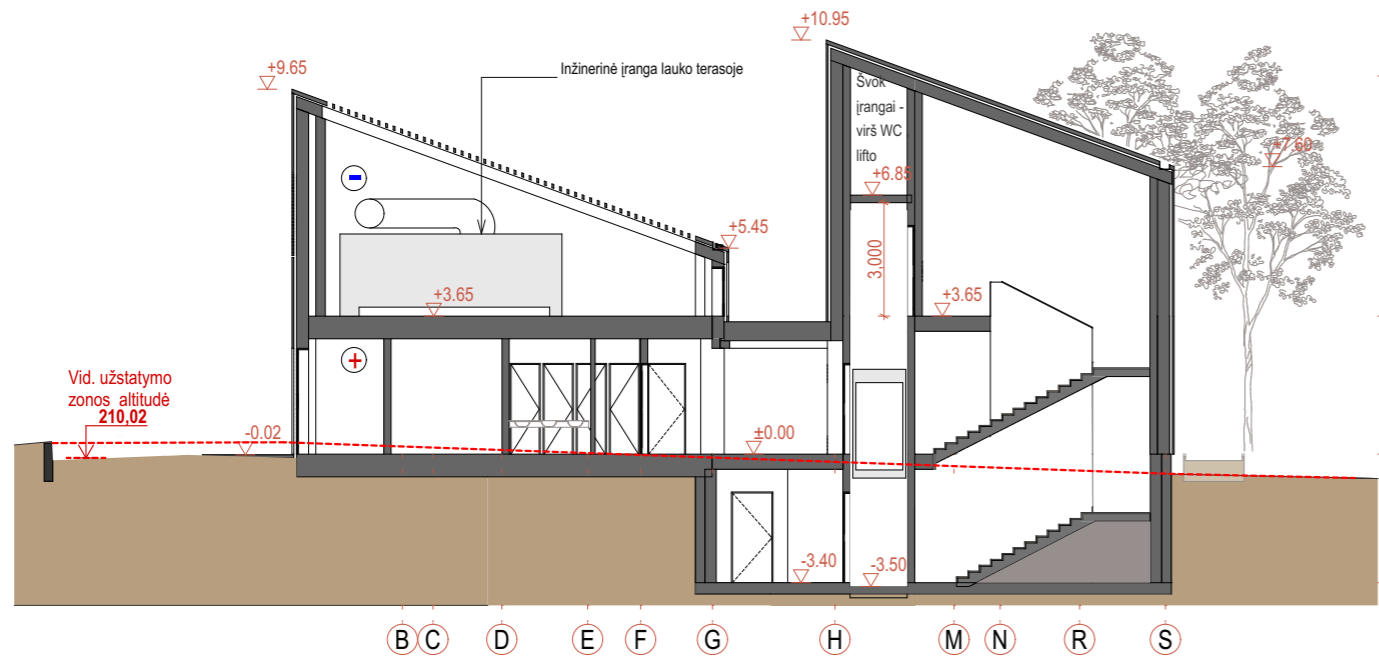 +10.95
+9.65
Inžinerinė įranga lauko terasoje
Švok
įrangai -
virš WC
lifto
+7.60
+6.85
+5.45
3,000
+3.65
+3.65
Vid. užstatymo
zonos altitudė
210,02
-0.02
±0.00
-3.40
-3.50
B C D E F G H M N R S